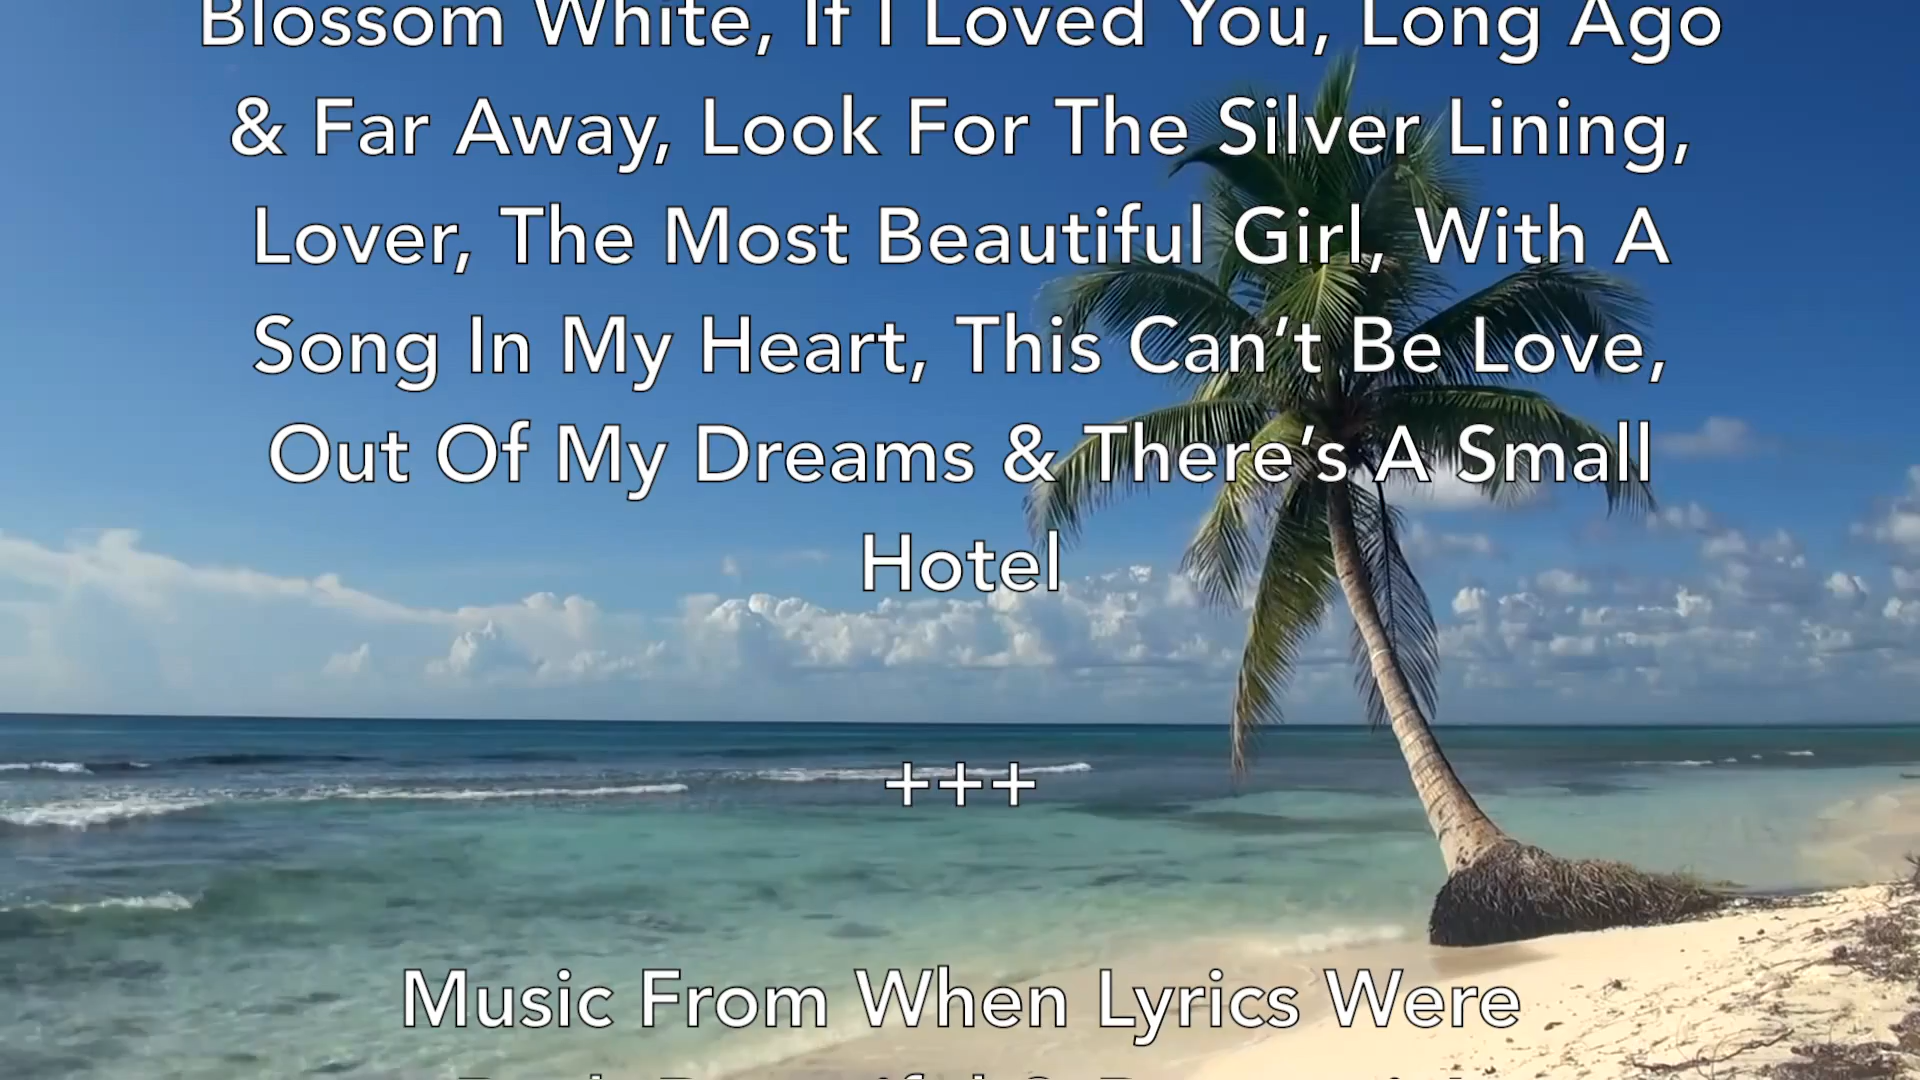 Blossom White, If I Loved You, Long Ago
& Far Away, Look For The Silver Lining,
Lover, The Most Beautiful Girl, With A
Song In My Heart, This Can’t Be Love,
Out Of My Dreams & There’s A Small
Hotel
+++
Music From When Lyrics Were